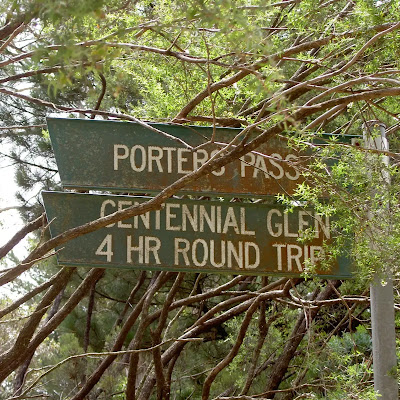 PORTERS PASS
CENTENNIAL GLEN
4 HR ROUND TRIP